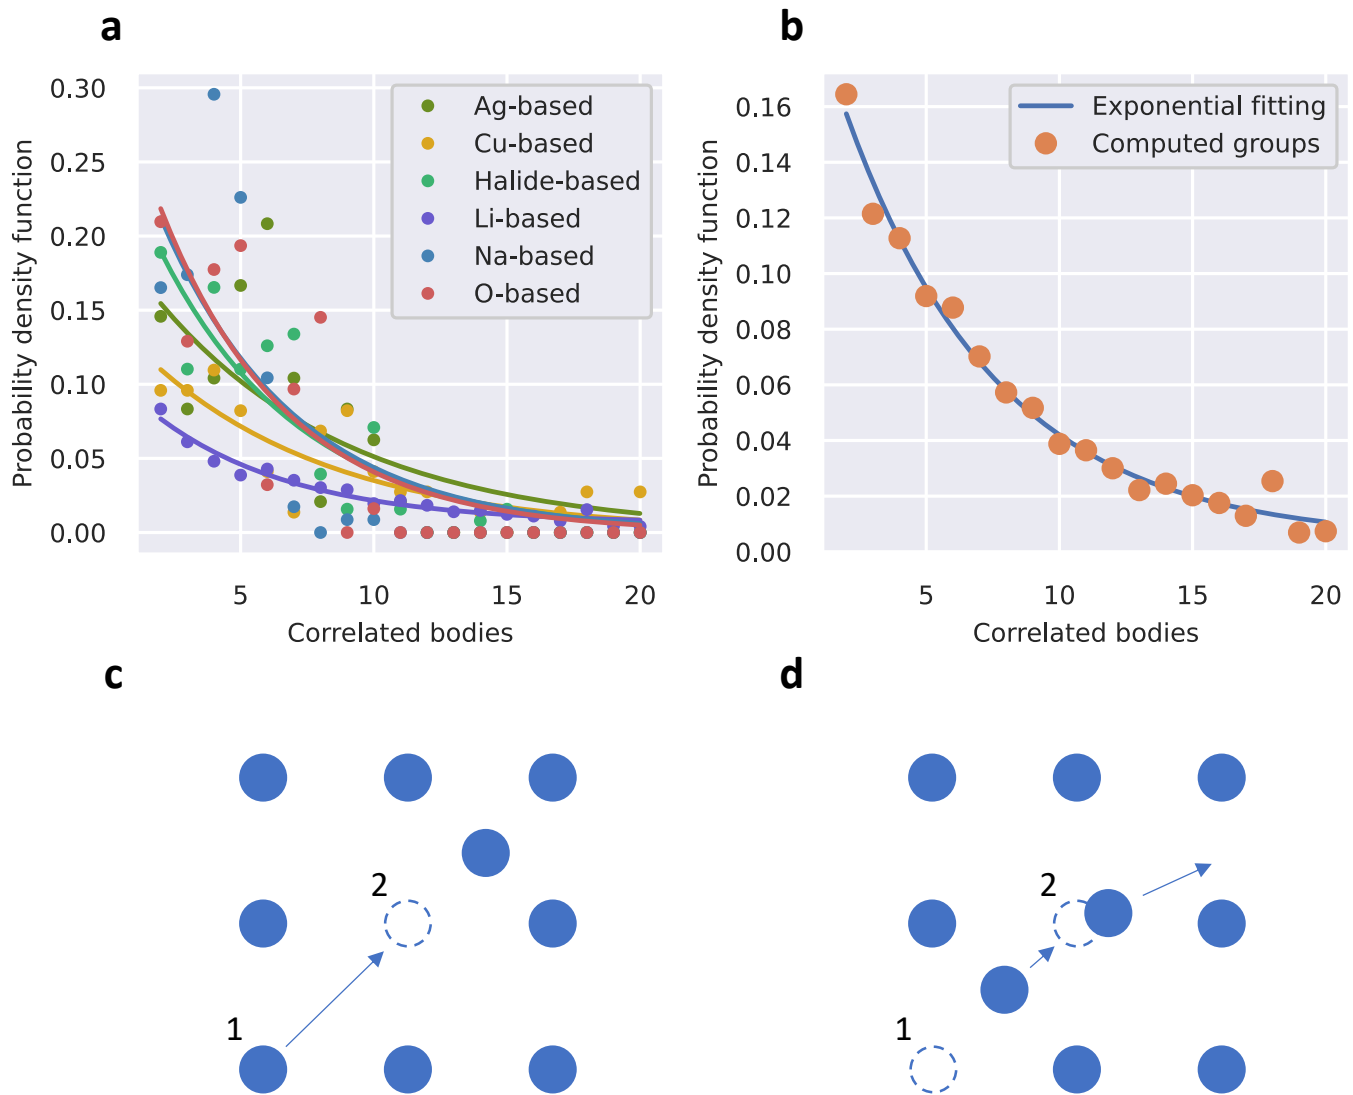 a
Probability density function
0.30
0.25
0.20
0.15
0.10
0.05
0.00
Ag-based
Cu-based
Halide-based
Li-based
Na-based
O-based
5 10 15 20
Correlated bodies
b
Probability density function
0.16
0.14
0.12
0.10
0.08
0.06
0.04
0.02
0.00
Exponential fitting
Computed groups
5 10 15 20
Correlated bodies
c
2
1
d
2
1